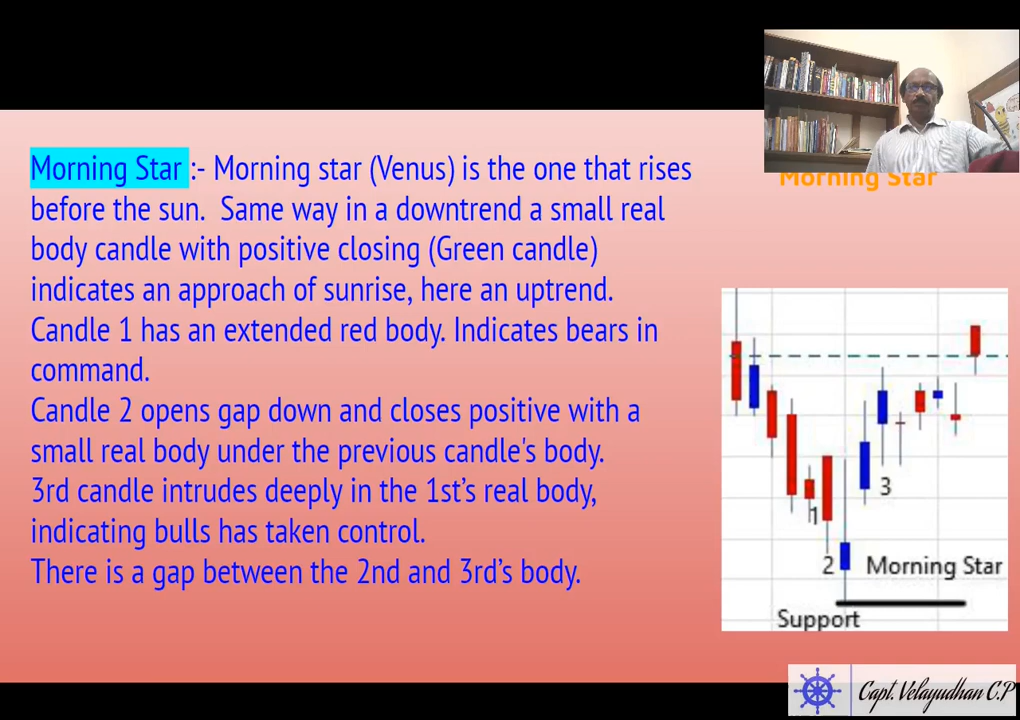 Morning Star :- Morning star (Venus) is the one that rises
before the sun. Same way in a downtrend a small real
body candle with positive closing (Green candle)
indicates an approach of sunrise, here an uptrend.
Candle 1 has an extended red body. Indicates bears in
command.
Candle 2 opens gap down and closes positive with a
small real body under the previous candle's body.
3rd candle intrudes deeply in the 1st’s real body,
indicating bulls has taken control.
There is a gap between the 2nd and 3rd’s body.
Morning Star
3
1
2 Morning Star
Support
Capt. Velayudhan C.P